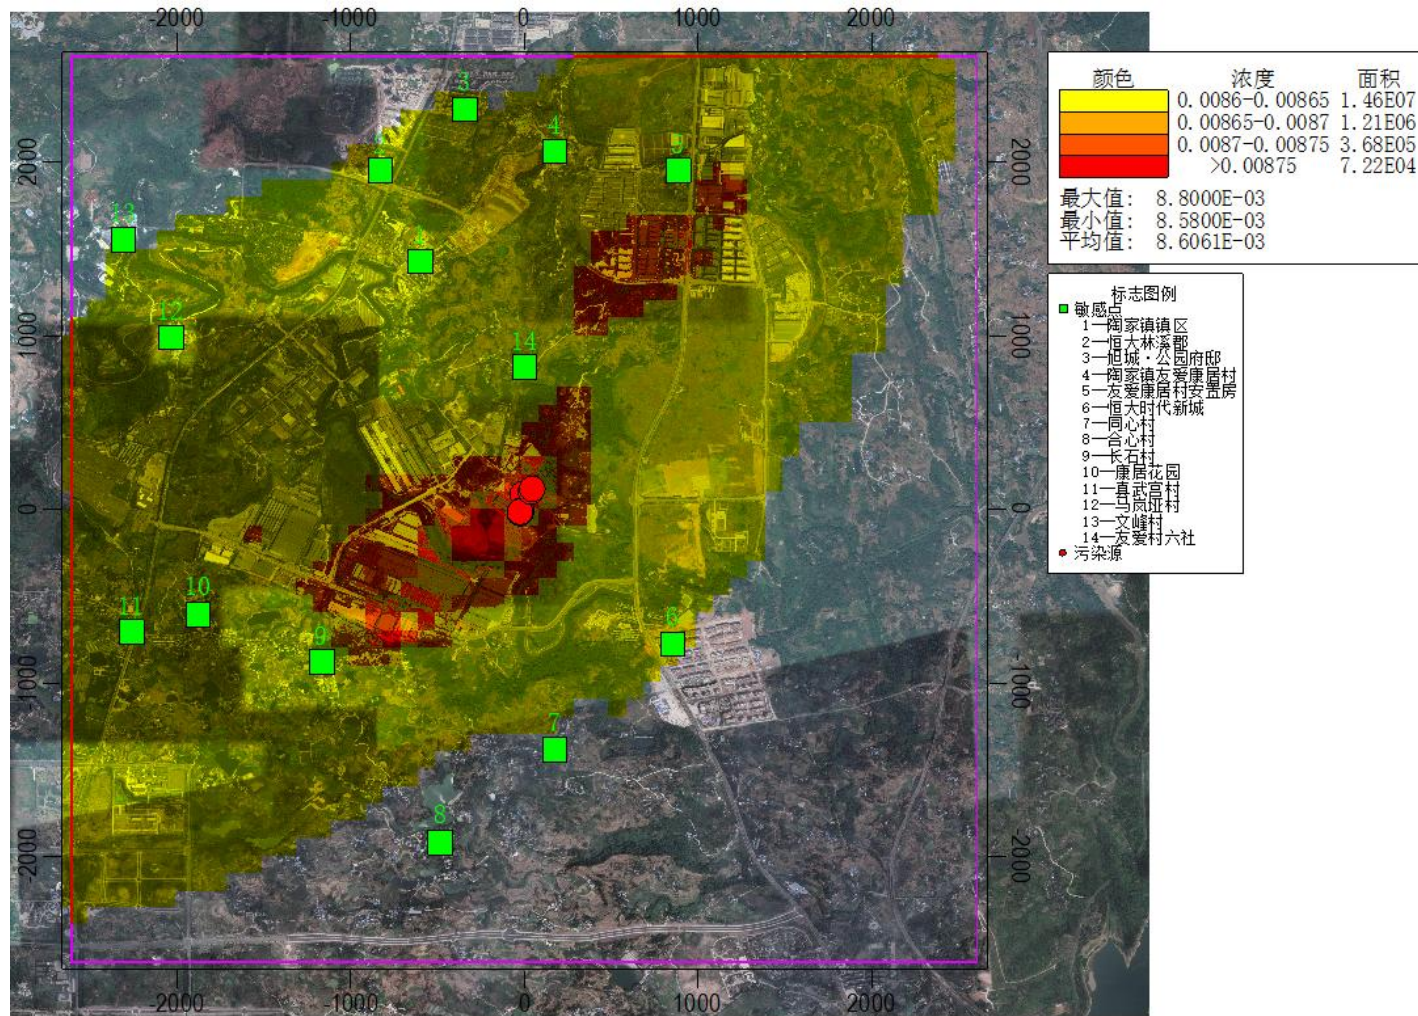 -2000 -1000 0 1000 2000
颜色 浓度 面积
0.0086-0.00865 1.46E07
0.00865-0.0087 1.21E06
0.0087-0.00875 3.68E05
>0.00875 7.22E04
最大值: 8.8000E-03
最小值: 8.5800E-03
平均值: 8.6061E-03
标志图例
敏感点
1—陶家镇镇区
2—恒大林溪郡
3—旭城·公园府邸
4—陶家镇友爱康居村
5—友爱康居村安置房
6—恒大时代新城
7—同心村
8—合心村
9—长石村
10—康居花园
11—真武宫村
12—马岚垭村
13—文峰村
14—友爱村六社
污染源
3
4
2
5
13
1
12
14
10
11
9
6
7
8
2000
1000
0
-1000
-2000
2000
1000
0
-1000
-2000
-2000 -1000 0 1000 2000